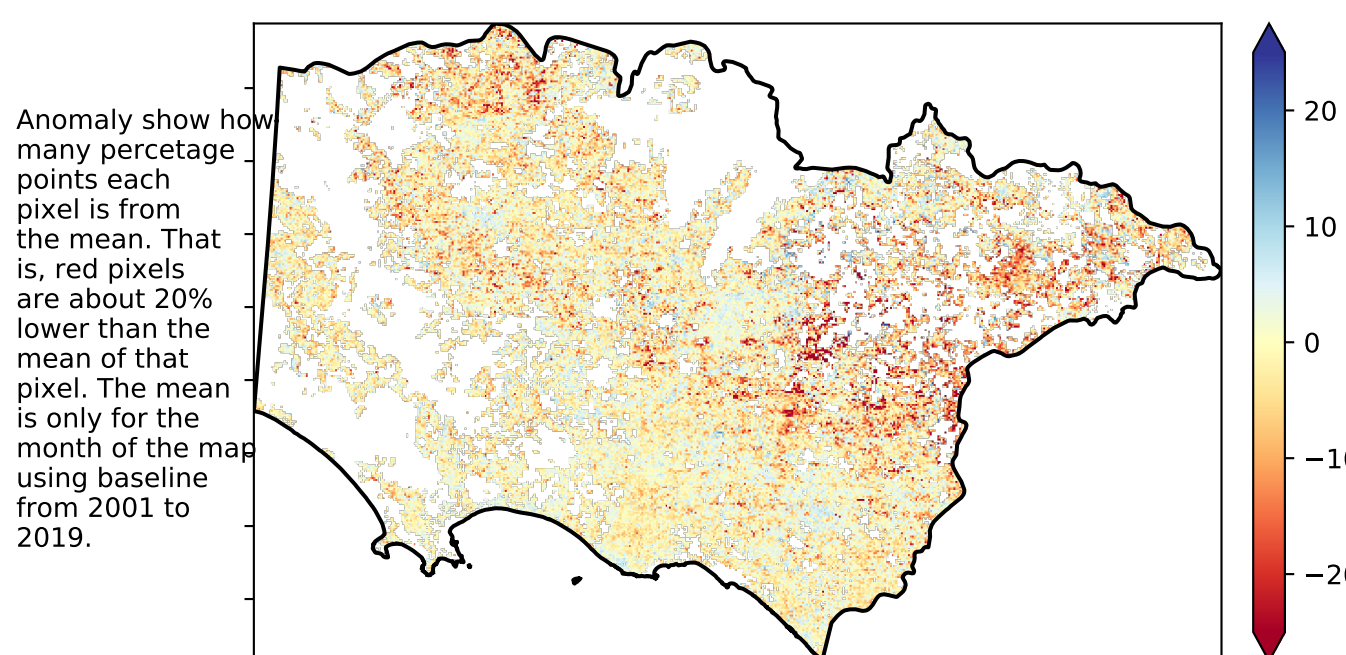 Anomaly show how
many percetage
points each
pixel is from
the mean. That
is, red pixels
are about 20%
lower than the
mean of that
pixel. The mean
is only for the
month of the map
using baseline
from 2001 to
2019.
20
10
0
−10
−20